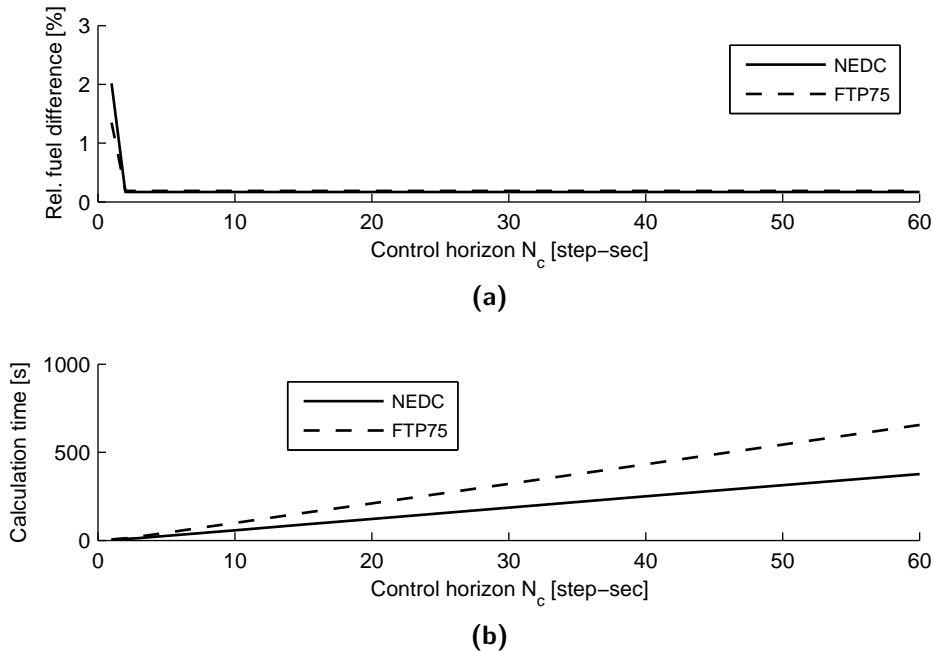 3
2
1
0
Rel. fuel difference [%]
NEDC
FTP75
0 10 20 30 40 50 60
Control horizon N_c [step−sec]
(a)
1000
500
0
Calculation time [s]
NEDC
FTP75
0 10 20 30 40 50 60
Control horizon N_c [step−sec]
(b)